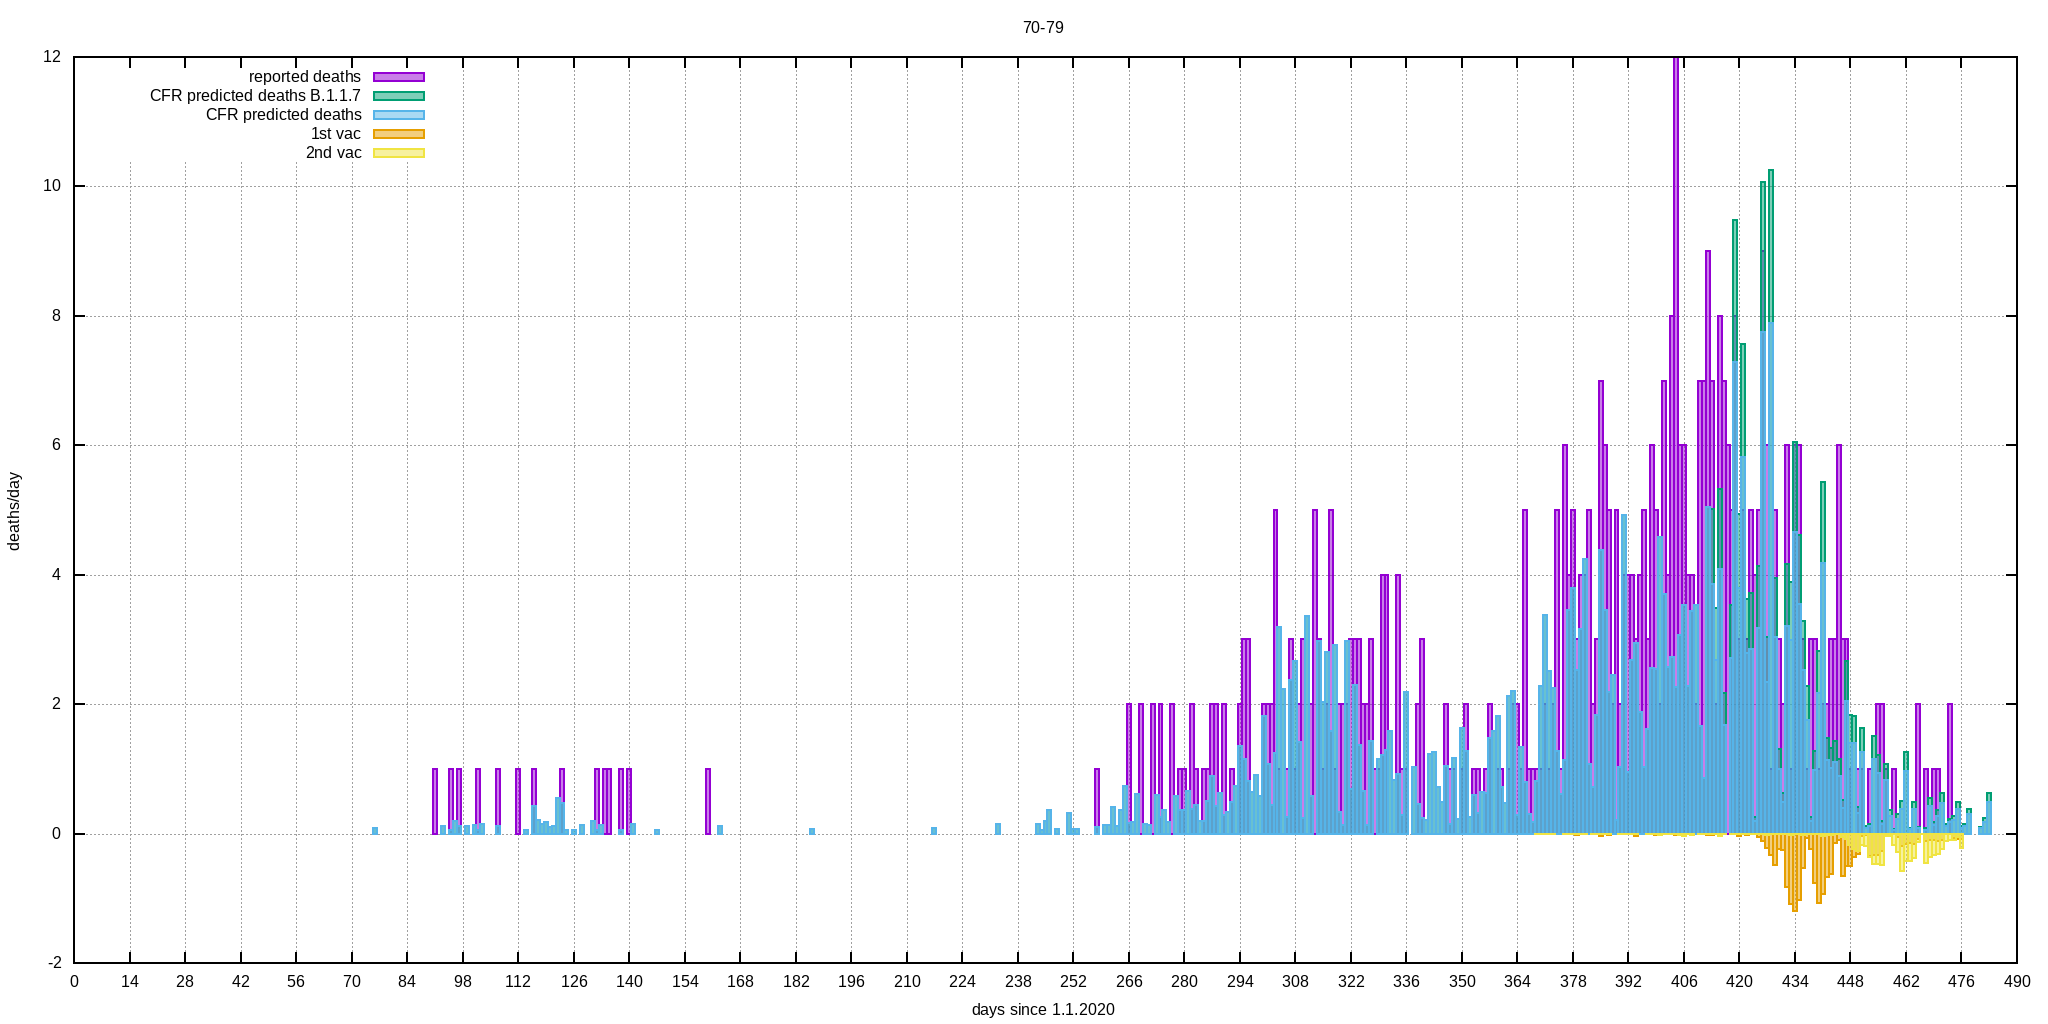 70-79
12
10
8
6
4
2
0
-2
deaths/day
reported deaths
CFR predicted deaths B.1.1.7
CFR predicted deaths
1st vac
2nd vac
0 14 28 42 56 70 84 98 112 126 140 154 168 182 196 210 224 238 252 266 280 294 308 322 336 350 364 378 392 406 420 434 448 462 476 490
days since 1.1.2020